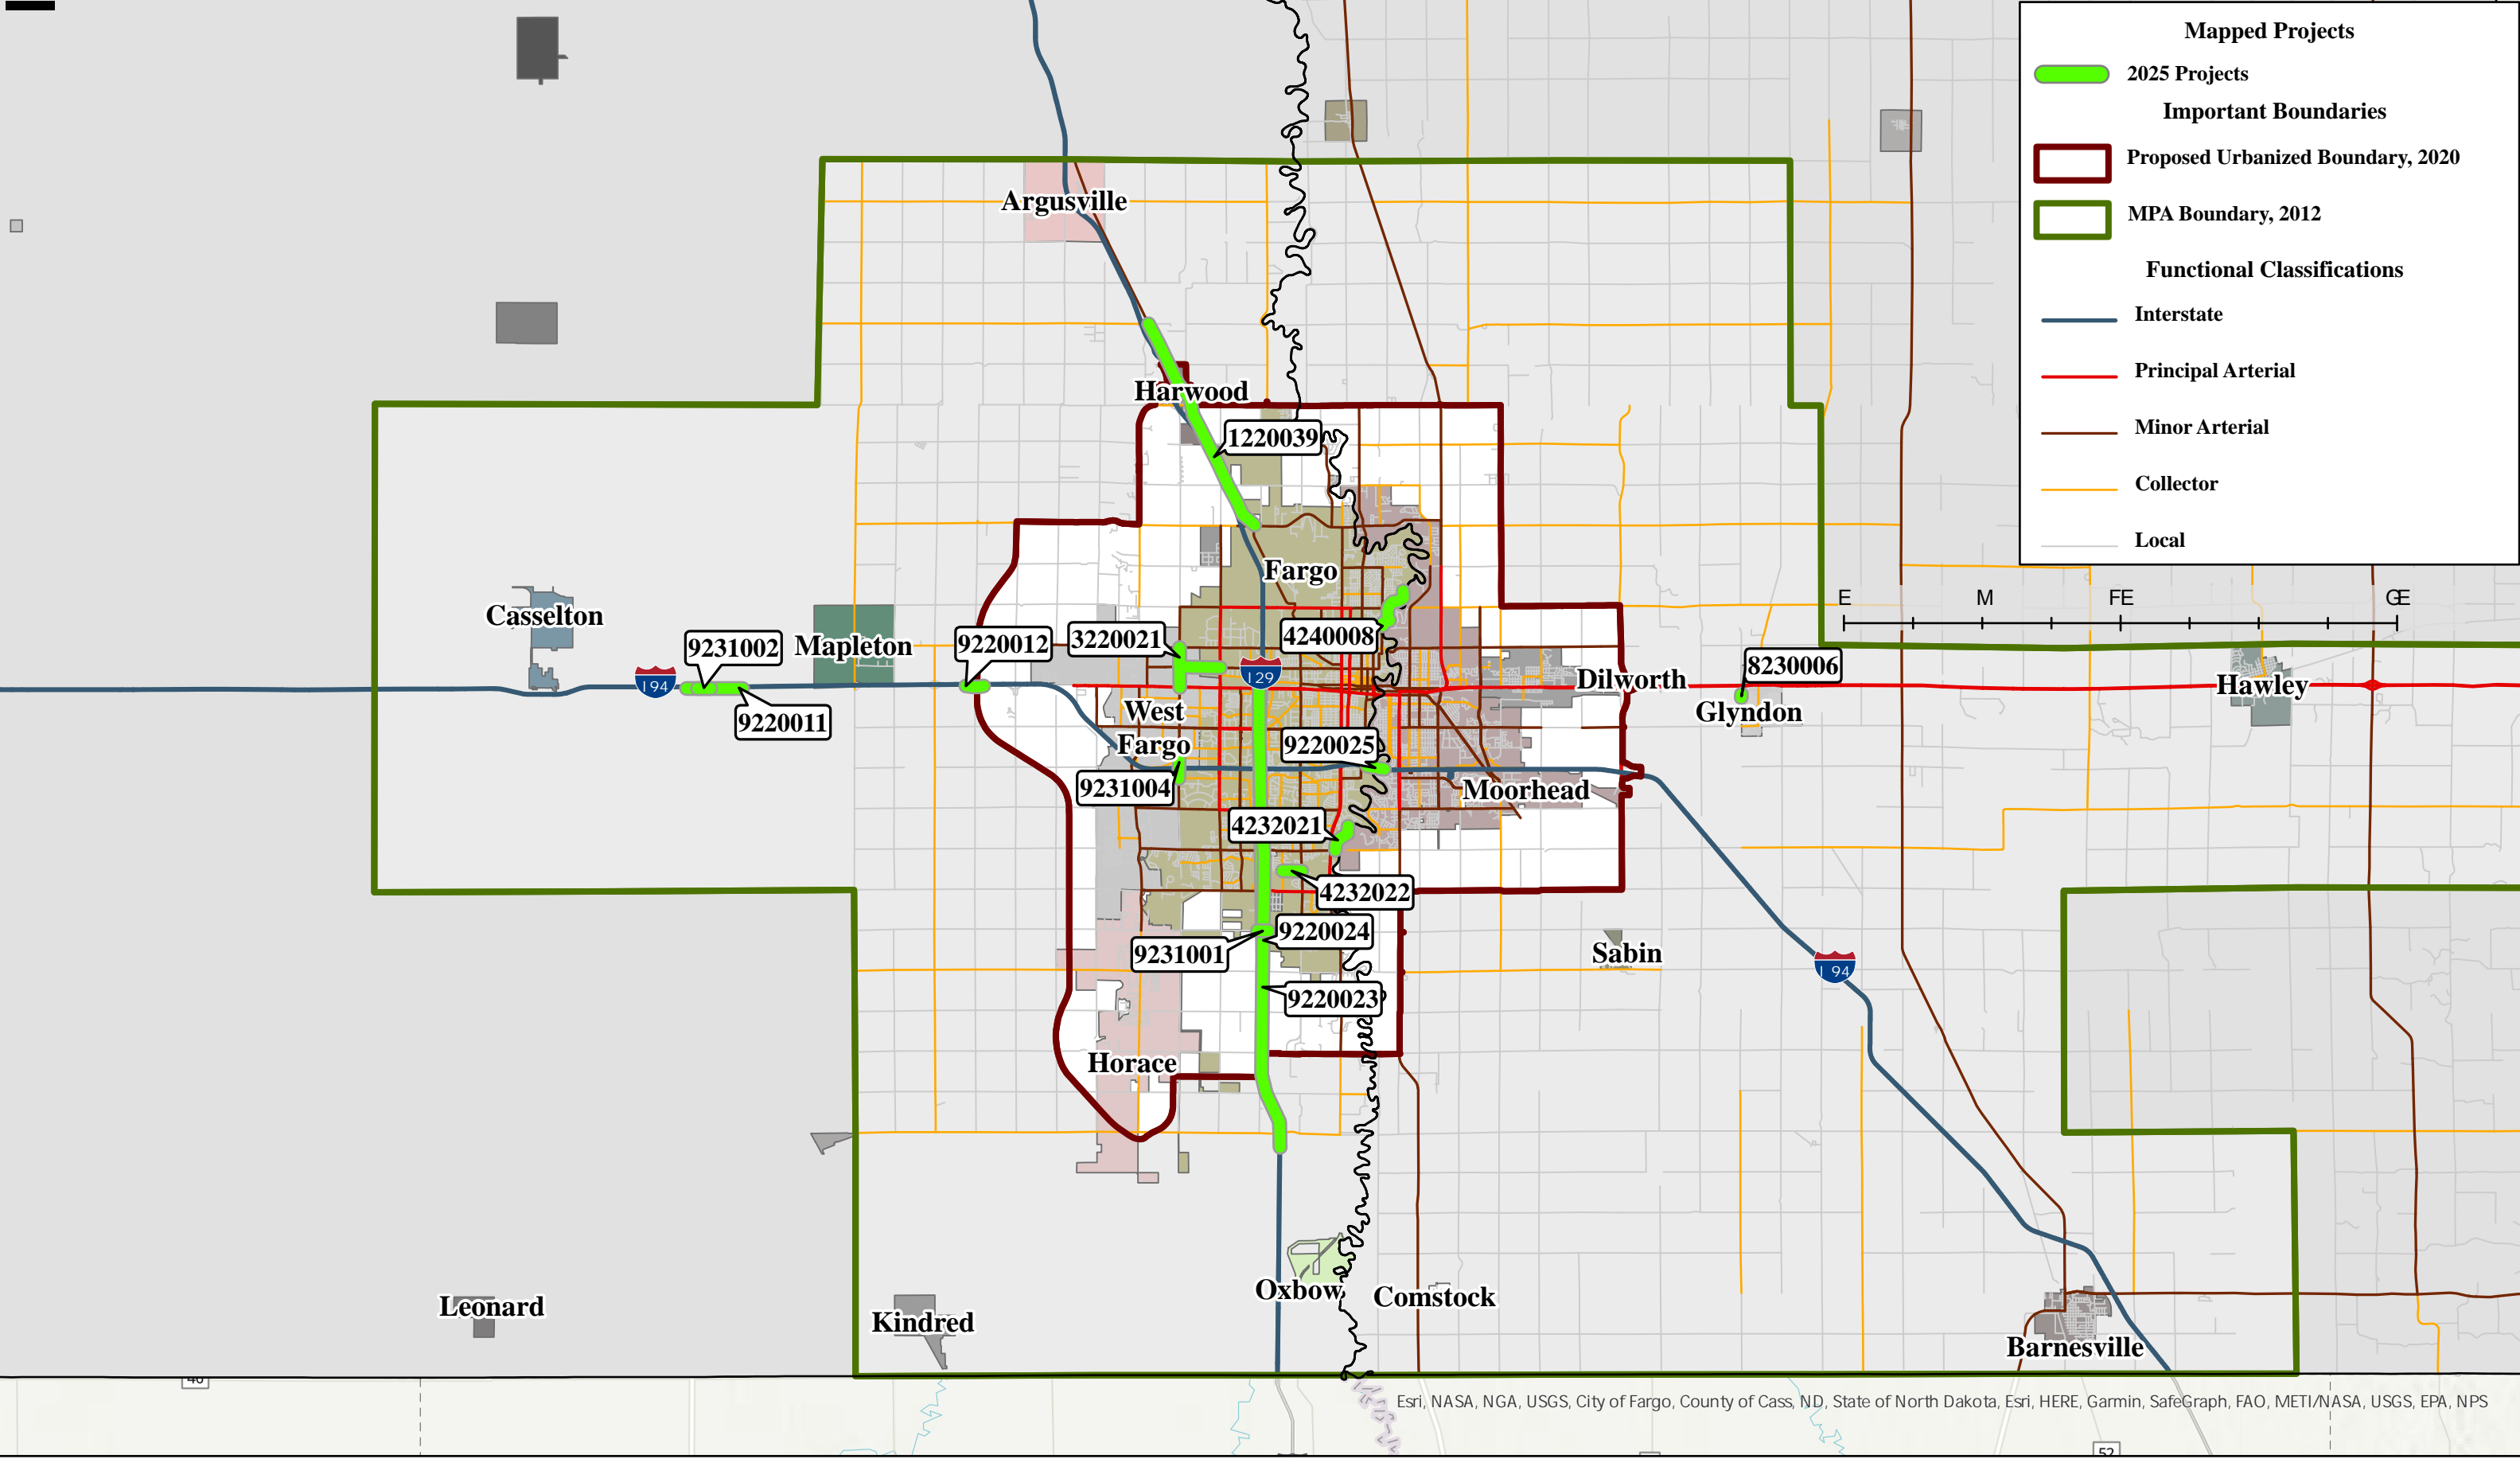 Mapped Projects
2025 Projects
Important Boundaries
Proposed Urbanized Boundary, 2020
MPA Boundary, 2012
Functional Classifications
Interstate
Principal Arterial
Minor Arterial
Collector
Local
Argusville
Harwood
1220039
Fargo
E M FE
Casselton
9231002
Mapleton
9220012
3220021
4240008
I 94
I 29
Dilworth
8230006
Hawley
9220011
West
Fargo
Glyndon
9220025
9231004
Moorhead
4232021
4232022
9220024
9231001
Sabin
I 94
9220023
Horace
Oxbow
Comstock
Leonard
Kindred
Barnesville
Esri, NASA, NGA, USGS, City of Fargo, County of Cass, ND, State of North Dakota, Esri, HERE, Garmin, SafeGraph, FAO, METI/NASA, USGS, EPA, NPS
52